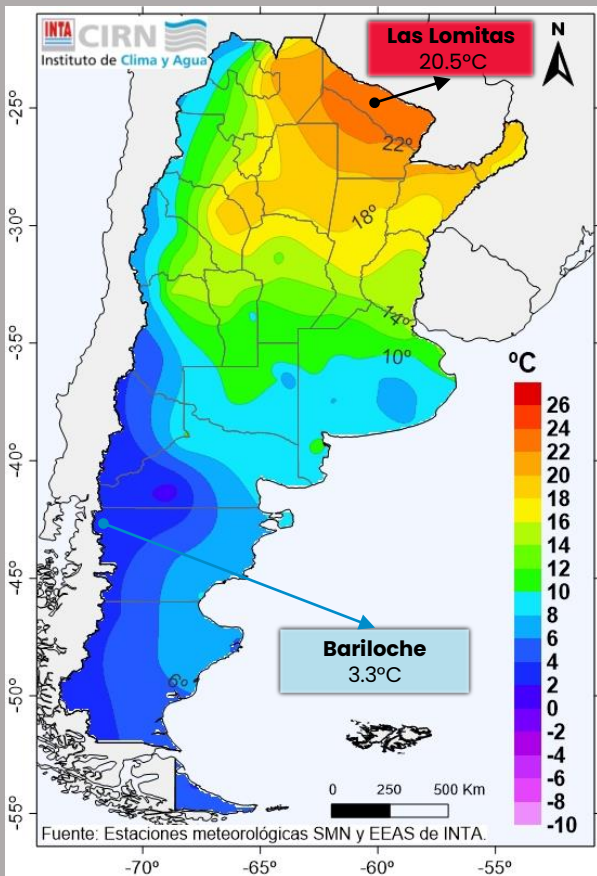 INTA CIRN
Instituto de Clima y Agua
Las Lomitas
20.5ºC
N
-25º
-30º
-35º
-40º
-45º
-50º
-55º
22º
18º
14º
10º
6º
ºC
26
24
22
20
18
16
14
12
10
8
6
4
2
0
-2
-4
-6
-8
-10
Bariloche
3.3ºC
0 250 500 Km
Fuente: Estaciones meteorológicas SMN y EEAS de INTA.
-70º -65º -60º -55º